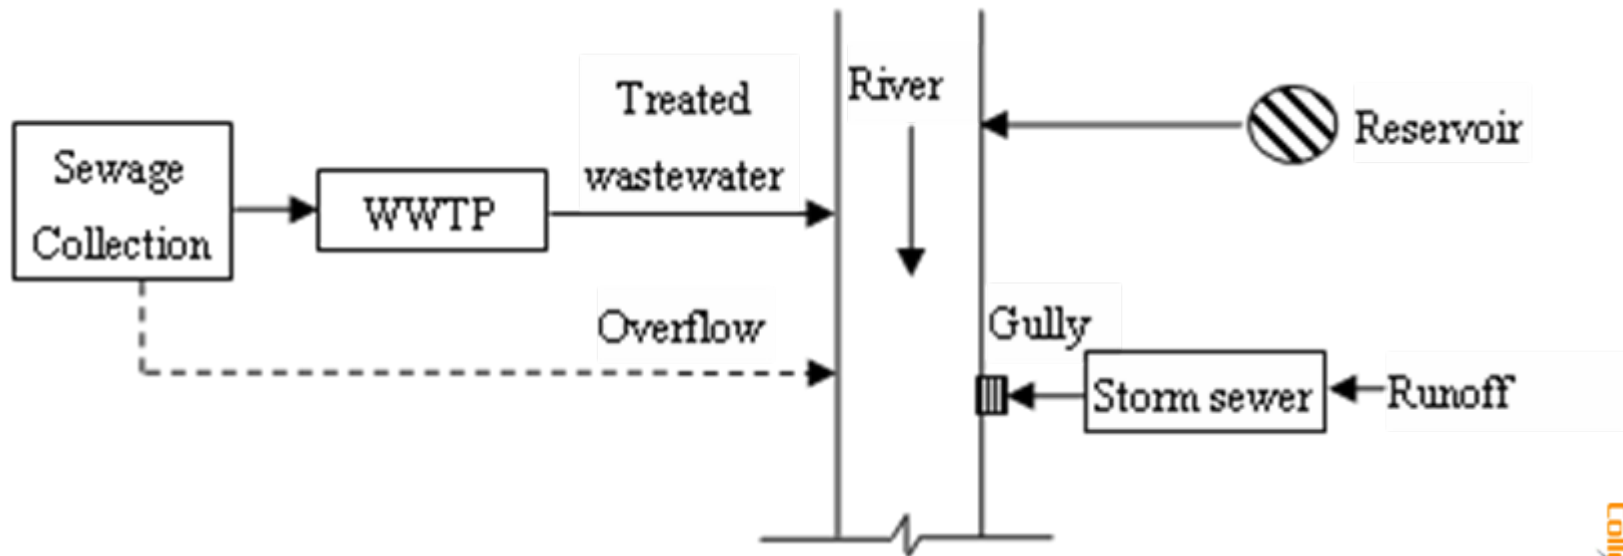 Treated
wastewater
River
Reservoir
Sewage
Collection
WWTP
Overflow
Gully
Storm sewer
Runoff